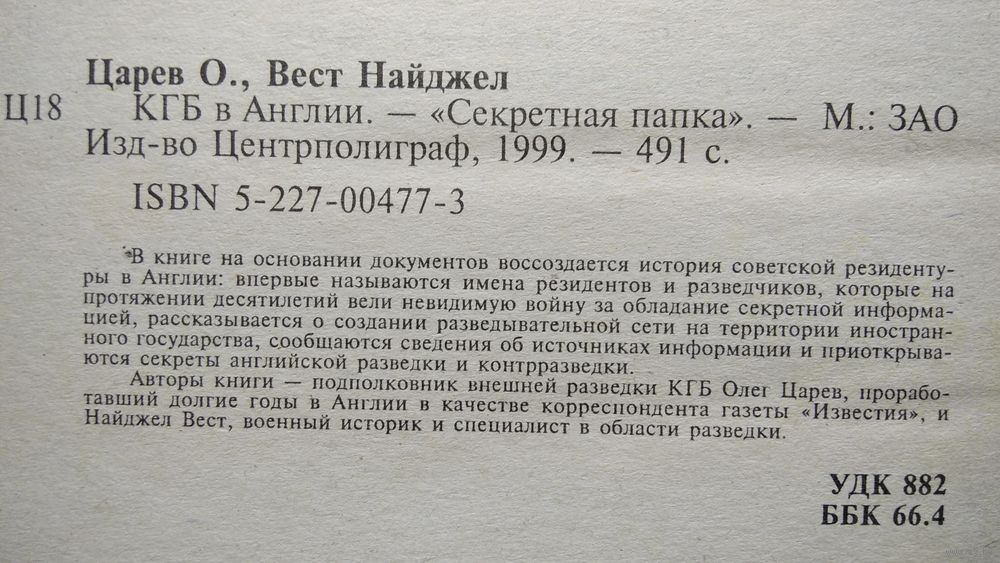 Царев О., Вест Найджел
Ц18 КГБ в Англии. — «Секретная папка». — М.: ЗАО
Изд-во Центрполиграф, 1999. — 491 с.
ISBN 5-227-00477-3
В книге на основании документов воссоздается история советской резиденту-
ры в Англии: впервые называются имена резидентов и разведчиков, которые на
протяжении десятилетий вели невидимую войну за обладание секретной информа-
цией, рассказывается о создании разведывательной сети на территории иностран-
ного государства, сообщаются сведения об источниках информации и приоткрыва-
ются секреты английской разведки и контрразведки.
Авторы книги — подполковник внешней разведки КГБ Олег Царев, прорабо-
тавший долгие годы в Англии в качестве корреспондента газеты «Известия», и
Найджел Вест, военный историк и специалист в области разведки.
УДК 882
ББК 66.4